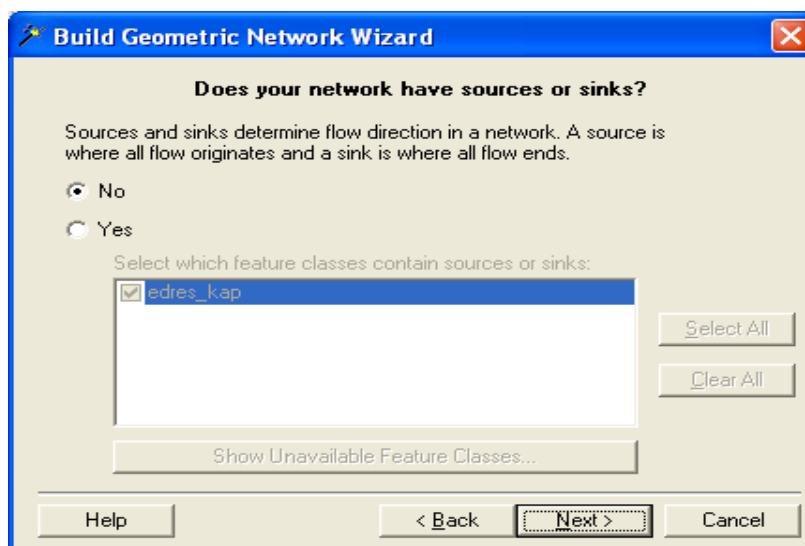 Build Geometric Network Wizard
Does your network have sources or sinks?
Sources and sinks determine flow direction in a network. A source is
where all flow originates and a sink is where all flow ends.
No
Yes
Select which feature classes contain sources or sinks:
edres_kap
Select All
Clear All
Show Unavailable Feature Classes...
Help
< Back
Next >
Cancel